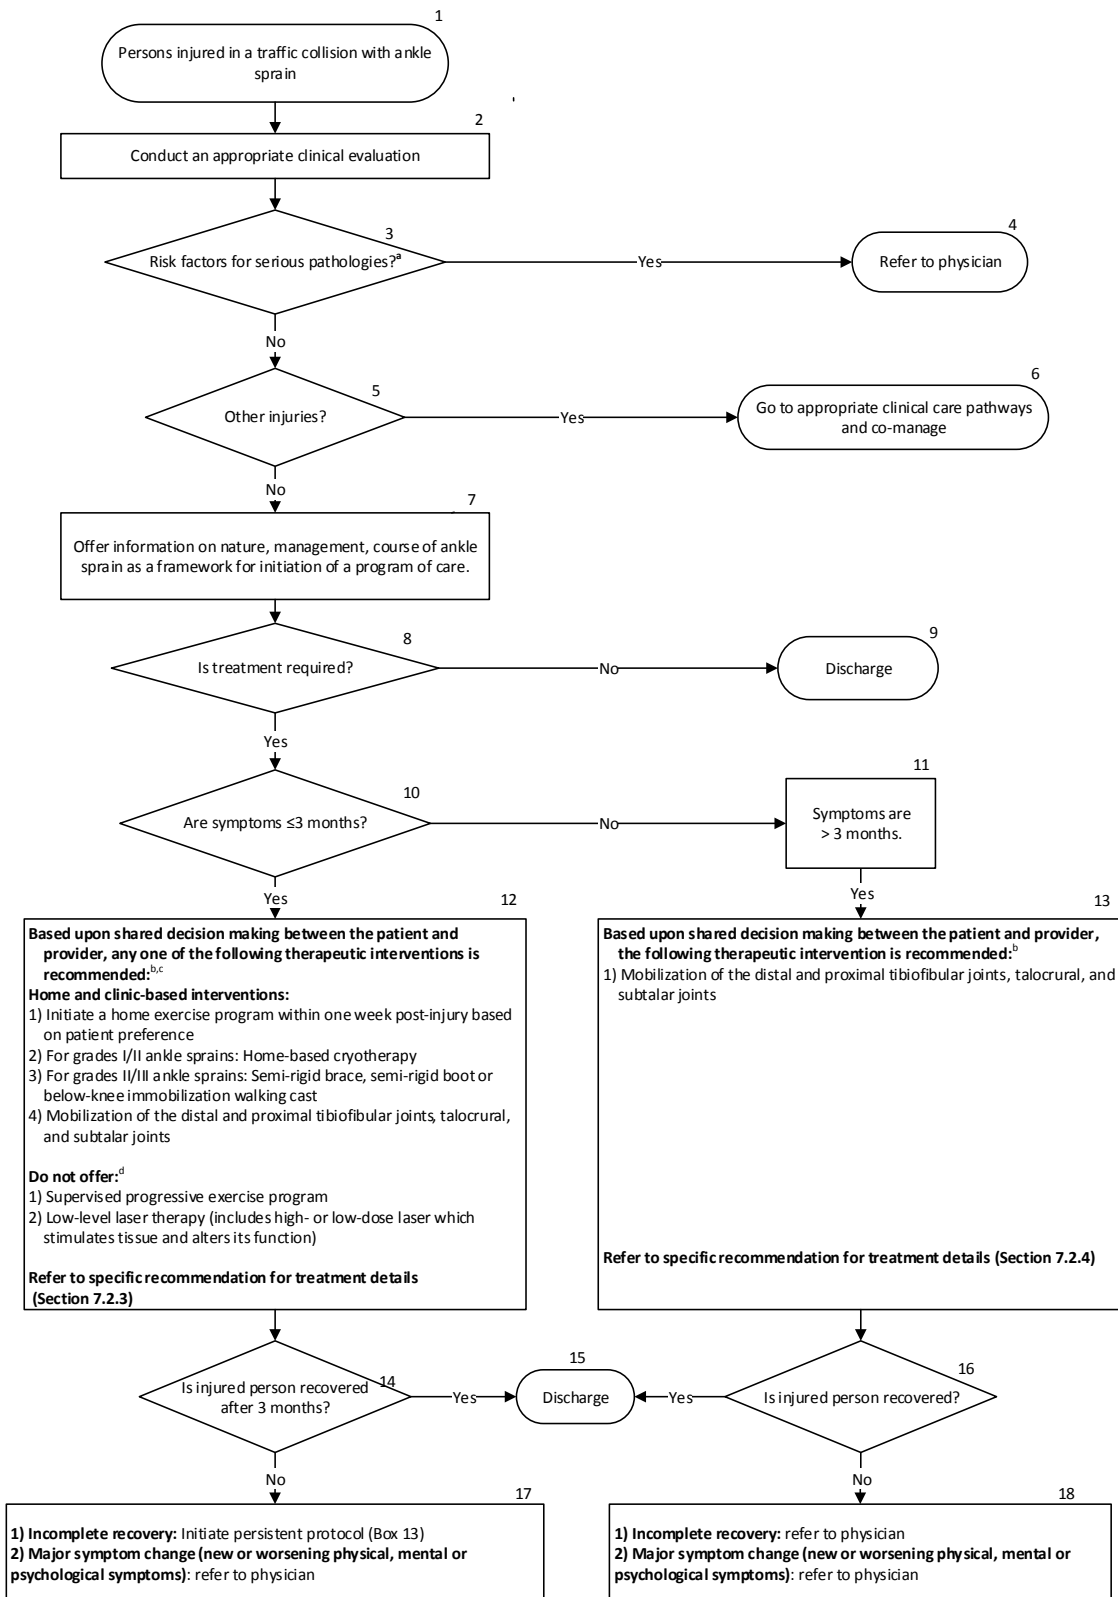 1
Persons injured in a traffic collision with ankle
sprain
2
Conduct an appropriate clinical evaluation
3
Risk factors for serious pathologies?ᵃ
Yes
4
Refer to physician
No
5
Other injuries?
Yes
6
Go to appropriate clinical care pathways
and co-manage
No
7
Offer information on nature, management, course of ankle
sprain as a framework for initiation of a program of care.
8
Is treatment required?
No
9
Discharge
Yes
10
Are symptoms ≤3 months?
No
11
Symptoms are
> 3 months.
Yes
Yes
12
Based upon shared decision making between the patient and
provider, any one of the following therapeutic interventions is
recommended:ᵇ,ᶜ
Home and clinic-based interventions:
1) Initiate a home exercise program within one week post-injury based
on patient preference
2) For grades I/II ankle sprains: Home-based cryotherapy
3) For grades II/III ankle sprains: Semi-rigid brace, semi-rigid boot or
below-knee immobilization walking cast
4) Mobilization of the distal and proximal tibiofibular joints, talocrural,
and subtalar joints
Do not offer:ᵈ
1) Supervised progressive exercise program
2) Low-level laser therapy (includes high- or low-dose laser which
stimulates tissue and alters its function)
Refer to specific recommendation for treatment details
(Section 7.2.3)
13
Based upon shared decision making between the patient and provider,
the following therapeutic intervention is recommended:ᵇ
1) Mobilization of the distal and proximal tibiofibular joints, talocrural, and
subtalar joints
Refer to specific recommendation for treatment details (Section 7.2.4)
14
Is injured person recovered
after 3 months?
Yes
15
Discharge
Yes
16
Is injured person recovered?
No
No
17
1) Incomplete recovery: Initiate persistent protocol (Box 13)
2) Major symptom change (new or worsening physical, mental or
psychological symptoms): refer to physician
18
1) Incomplete recovery: refer to physician
2) Major symptom change (new or worsening physical, mental or
psychological symptoms): refer to physician